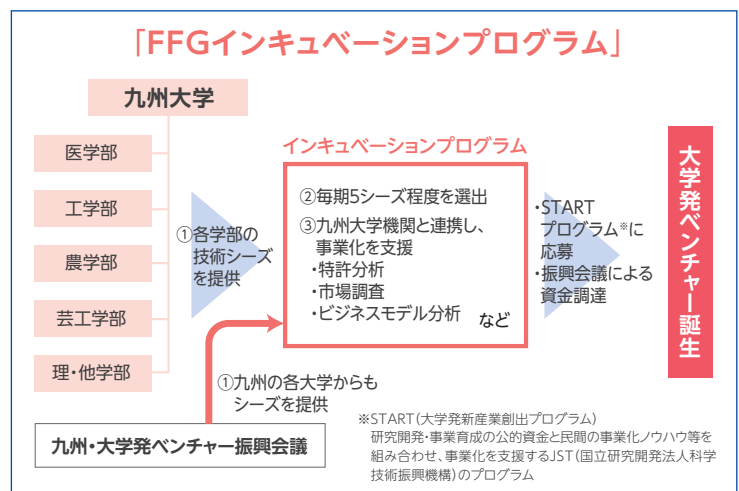 「FFGインキュベーションプログラム」
九州大学
医学部
工学部
農学部
芸工学部
理・他学部
①各学部の
技術シーズ
を提供
インキュベーションプログラム
②毎期5シーズ程度を選出
③九州大学機関と連携し、
事業化を支援
・特許分析
・市場調査
・ビジネスモデル分析 など
・START
プログラム※に
応募
・振興会議による
資金調達
大学発ベンチャー誕生
①九州の各大学からも
シーズを提供
九州・大学発ベンチャー振興会議
※START(大学発新産業創出プログラム)
研究開発・事業育成の公的資金と民間の事業化ノウハウ等を
組み合わせ、事業化を支援するJST(国立研究開発法人科学
技術振興機構)のプログラム